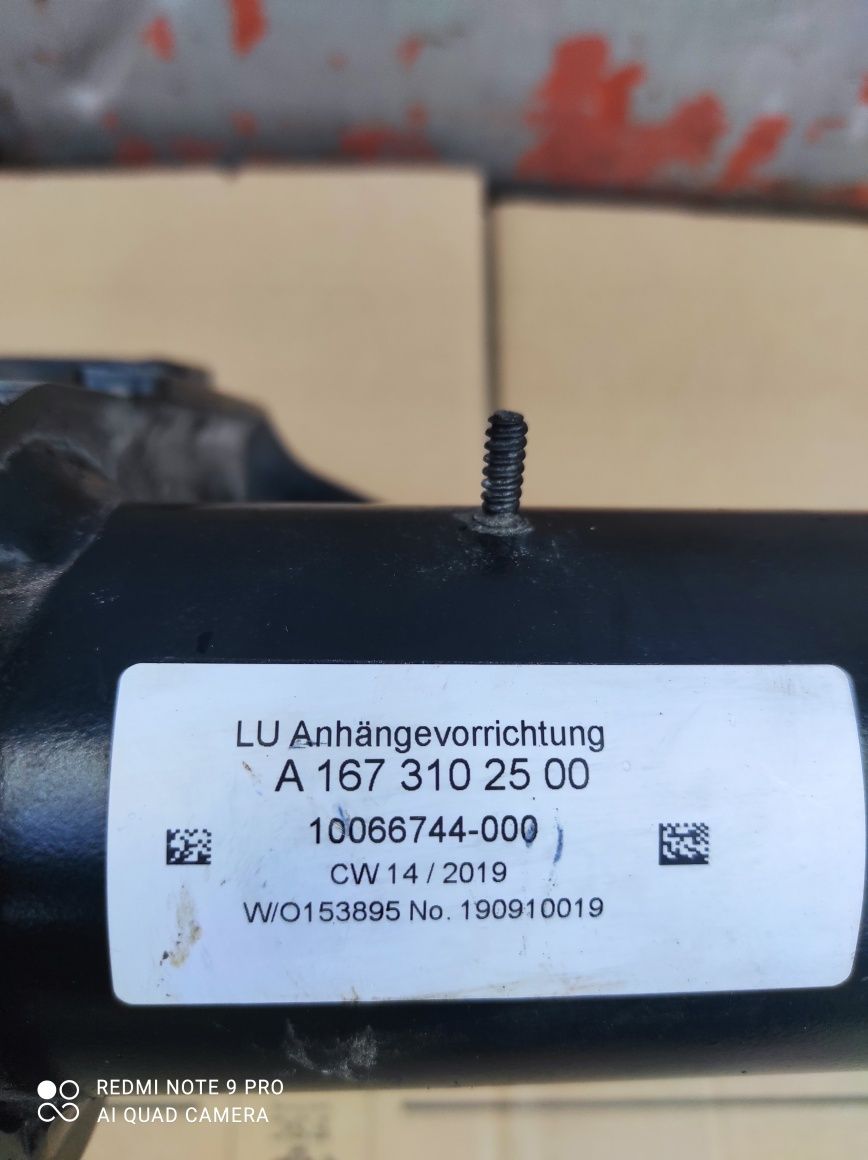 LU Anhängevorrichtung
A 167 310 25 00
10066744-000
CW 14 / 2019
W/O153895 No. 190910019
REDMI NOTE 9 PRO
AI QUAD CAMERA